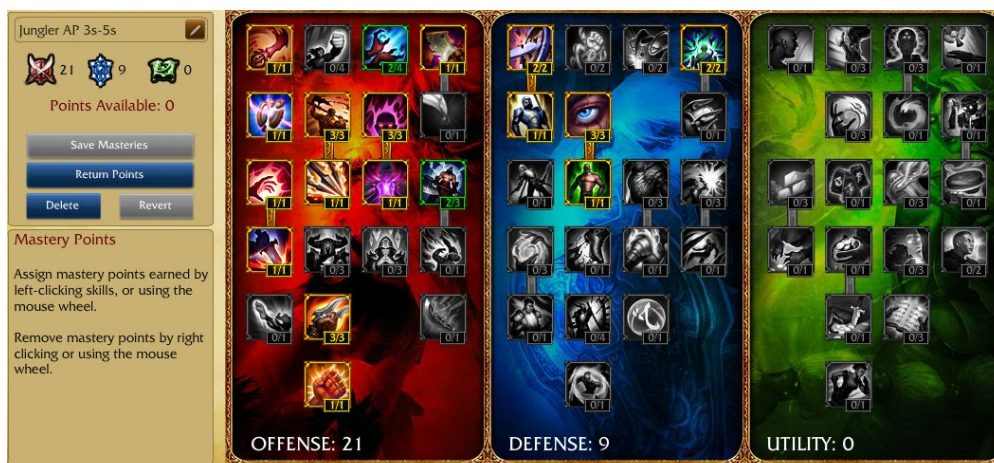 Jungler AP 3s-5s
21 9 0
Points Available: 0
Save Masteries
Return Points
Delete Revert
Mastery Points
Assign mastery points earned by
left-clicking skills, or using the
mouse wheel.
Remove mastery points by right
clicking or using the mouse
wheel.
1/1 0/4 2/4 1/1
1/1 3/3 3/3 0/1
1/1 1/1 1/1 2/3
1/1 0/3 0/3 0/1
0/1 3/3 0/1
1/1
OFFENSE: 21
2/2 0/2 0/2 2/2
1/1 3/3 0/1
0/1 1/1 0/3 0/1
0/3 0/1 0/1 0/1
0/1 0/4 0/1
0/1
DEFENSE: 9
0/1 0/3 0/3 0/1
0/3 0/1 0/1
0/3 0/1 0/3 0/1
0/1 0/1 0/3 0/2
0/1 0/3
0/1
UTILITY: 0